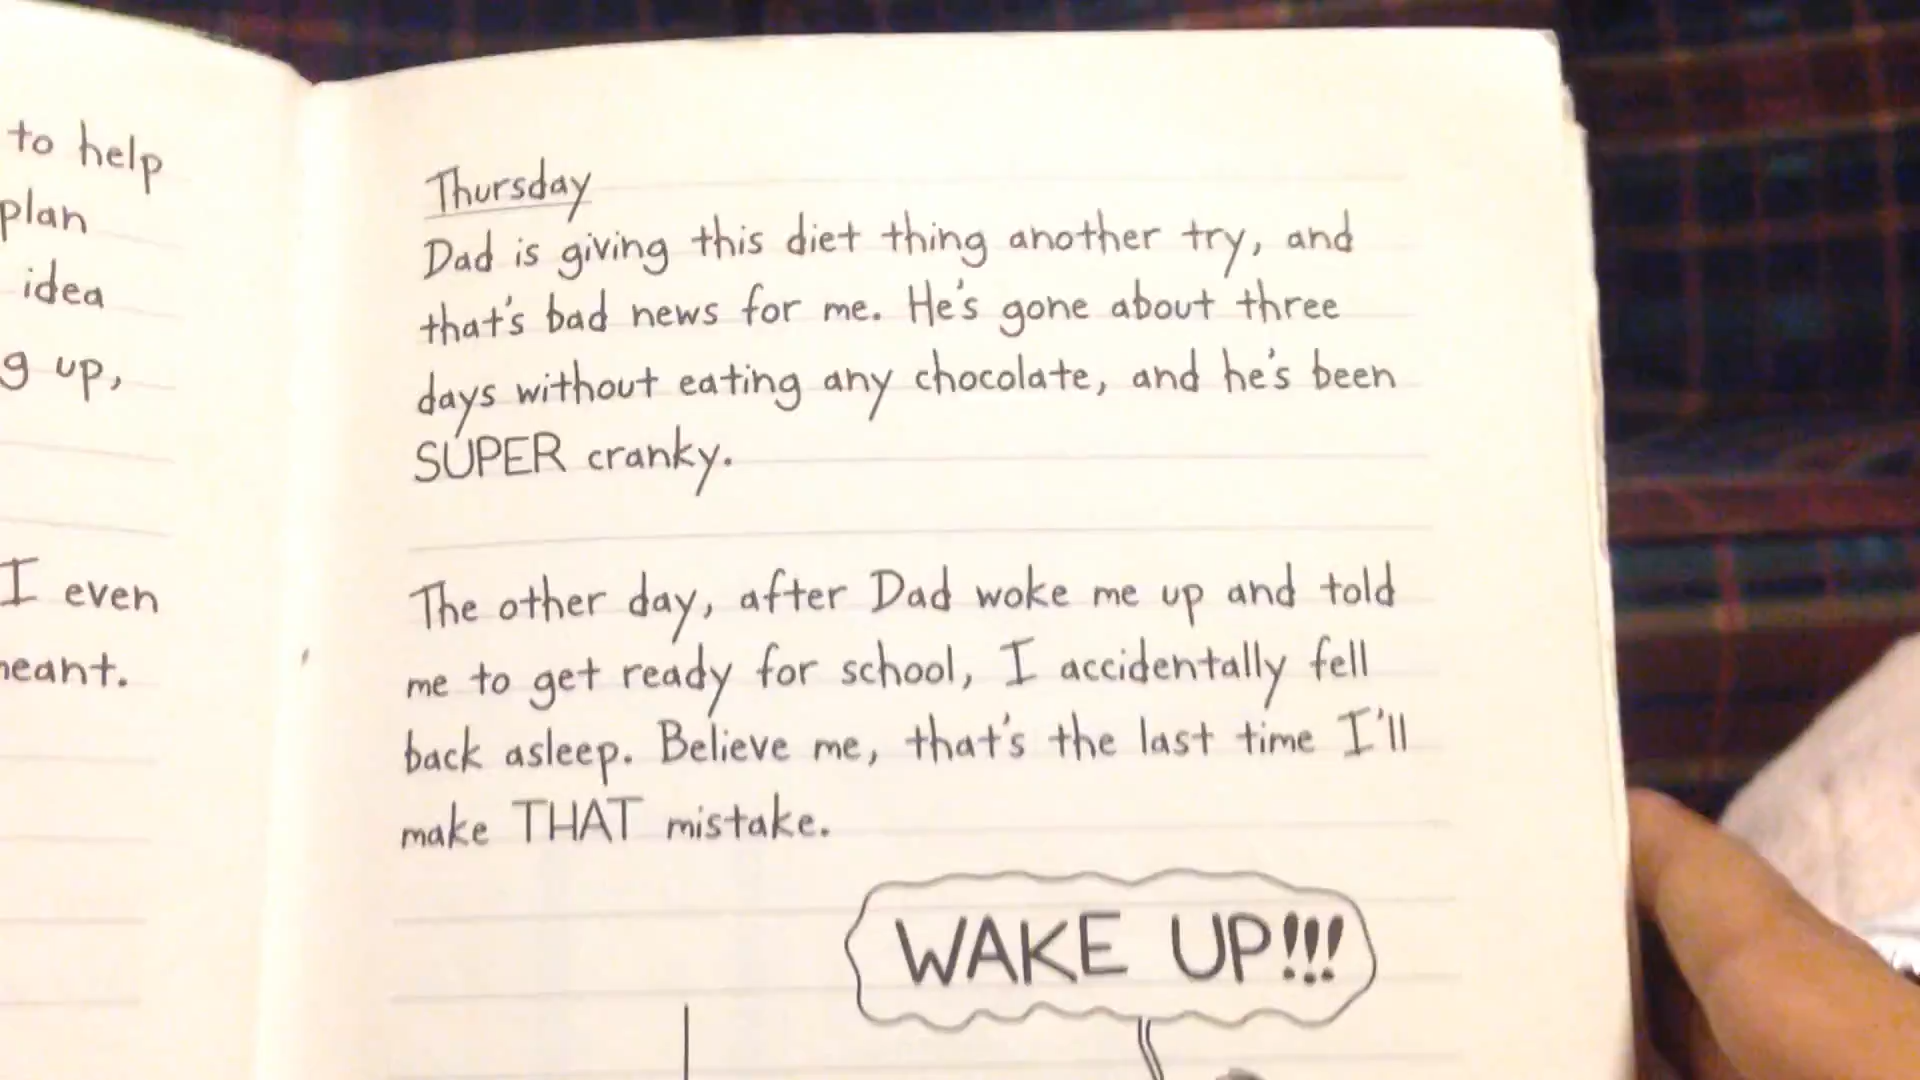 to help
plan
idea
g up,
I even
neant.
Thursday
Dad is giving this diet thing another try, and
that's bad news for me. He's gone about three
days without eating any chocolate, and he's been
SUPER cranky.
The other day, after Dad woke me up and told
me to get ready for school, I accidentally fell
back asleep. Believe me, that's the last time I'll
make THAT mistake.
WAKE UP!!!